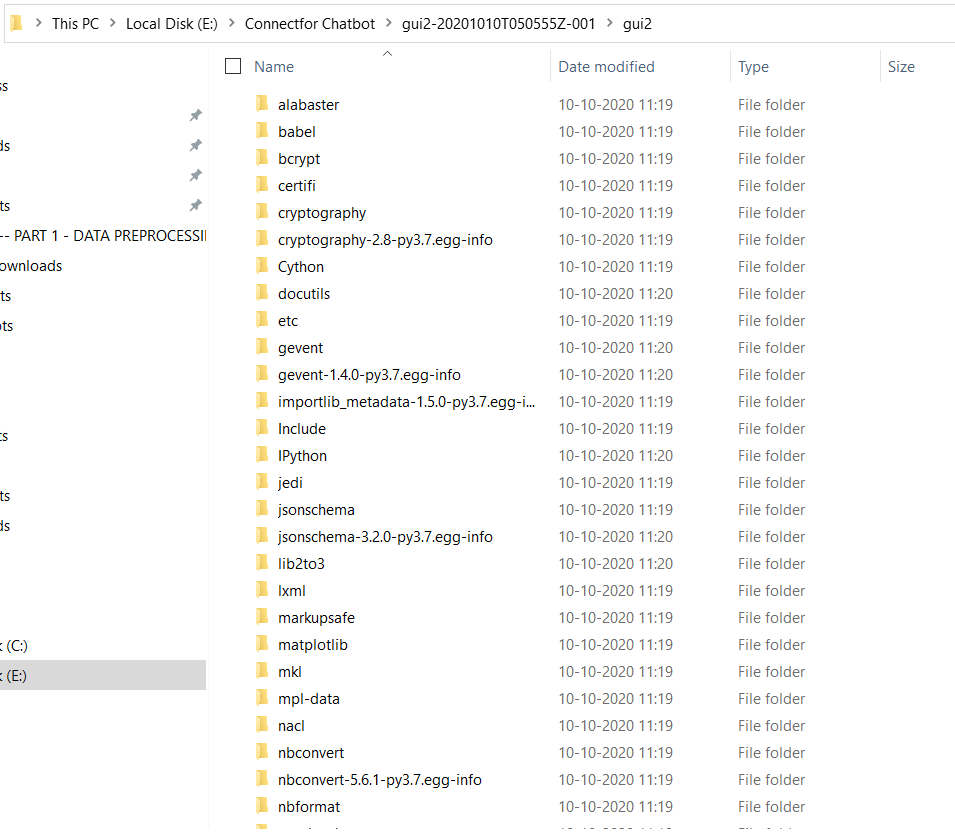 This PC > Local Disk (E:) > Connectfor Chatbot > gui2-20201010T050555Z-001 > gui2
Name Date modified Type Size
ss
ds
ts
-- PART 1 - DATA PREPROCESSI
ownloads
ts
ots
ts
ts
ds
k (C:)
k (E:)
alabaster 10-10-2020 11:19 File folder
babel 10-10-2020 11:19 File folder
bcrypt 10-10-2020 11:19 File folder
certifi 10-10-2020 11:19 File folder
cryptography 10-10-2020 11:19 File folder
cryptography-2.8-py3.7.egg-info 10-10-2020 11:19 File folder
Cython 10-10-2020 11:19 File folder
docutils 10-10-2020 11:20 File folder
etc 10-10-2020 11:19 File folder
gevent 10-10-2020 11:20 File folder
gevent-1.4.0-py3.7.egg-info 10-10-2020 11:20 File folder
importlib_metadata-1.5.0-py3.7.egg-i... 10-10-2020 11:19 File folder
Include 10-10-2020 11:19 File folder
IPython 10-10-2020 11:20 File folder
jedi 10-10-2020 11:19 File folder
jsonschema 10-10-2020 11:19 File folder
jsonschema-3.2.0-py3.7.egg-info 10-10-2020 11:20 File folder
lib2to3 10-10-2020 11:20 File folder
lxml 10-10-2020 11:19 File folder
markupsafe 10-10-2020 11:19 File folder
matplotlib 10-10-2020 11:19 File folder
mkl 10-10-2020 11:19 File folder
mpl-data 10-10-2020 11:19 File folder
nacl 10-10-2020 11:19 File folder
nbconvert 10-10-2020 11:19 File folder
nbconvert-5.6.1-py3.7.egg-info 10-10-2020 11:19 File folder
nbformat 10-10-2020 11:19 File folder